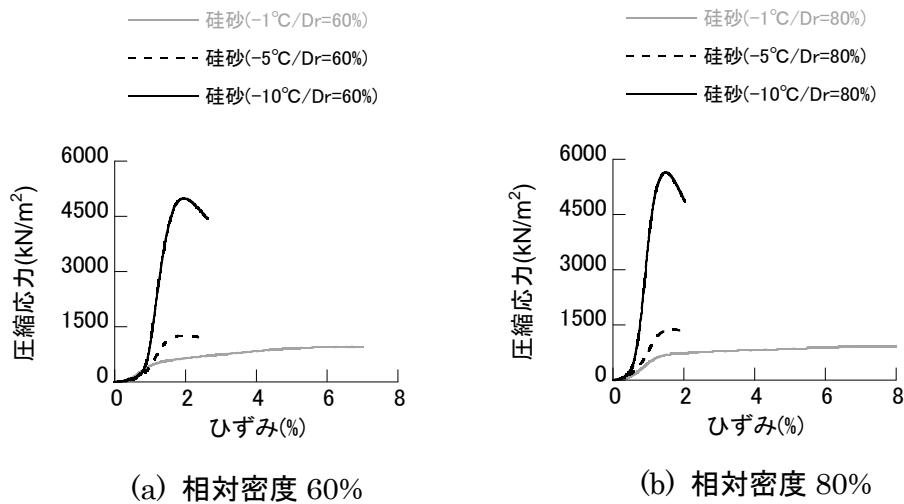 硅砂(-1℃/Dr=60%)
硅砂(-5℃/Dr=60%)
硅砂(-10℃/Dr=60%)
6000
4500
3000
1500
0
圧縮応力(kN/m²)
0 2 4 6 8
ひずみ(%)
(a) 相対密度 60%
硅砂(-1℃/Dr=80%)
硅砂(-5℃/Dr=80%)
硅砂(-10℃/Dr=80%)
6000
4500
3000
1500
0
圧縮応力(kN/m²)
0 2 4 6 8
ひずみ(%)
(b) 相対密度 80%